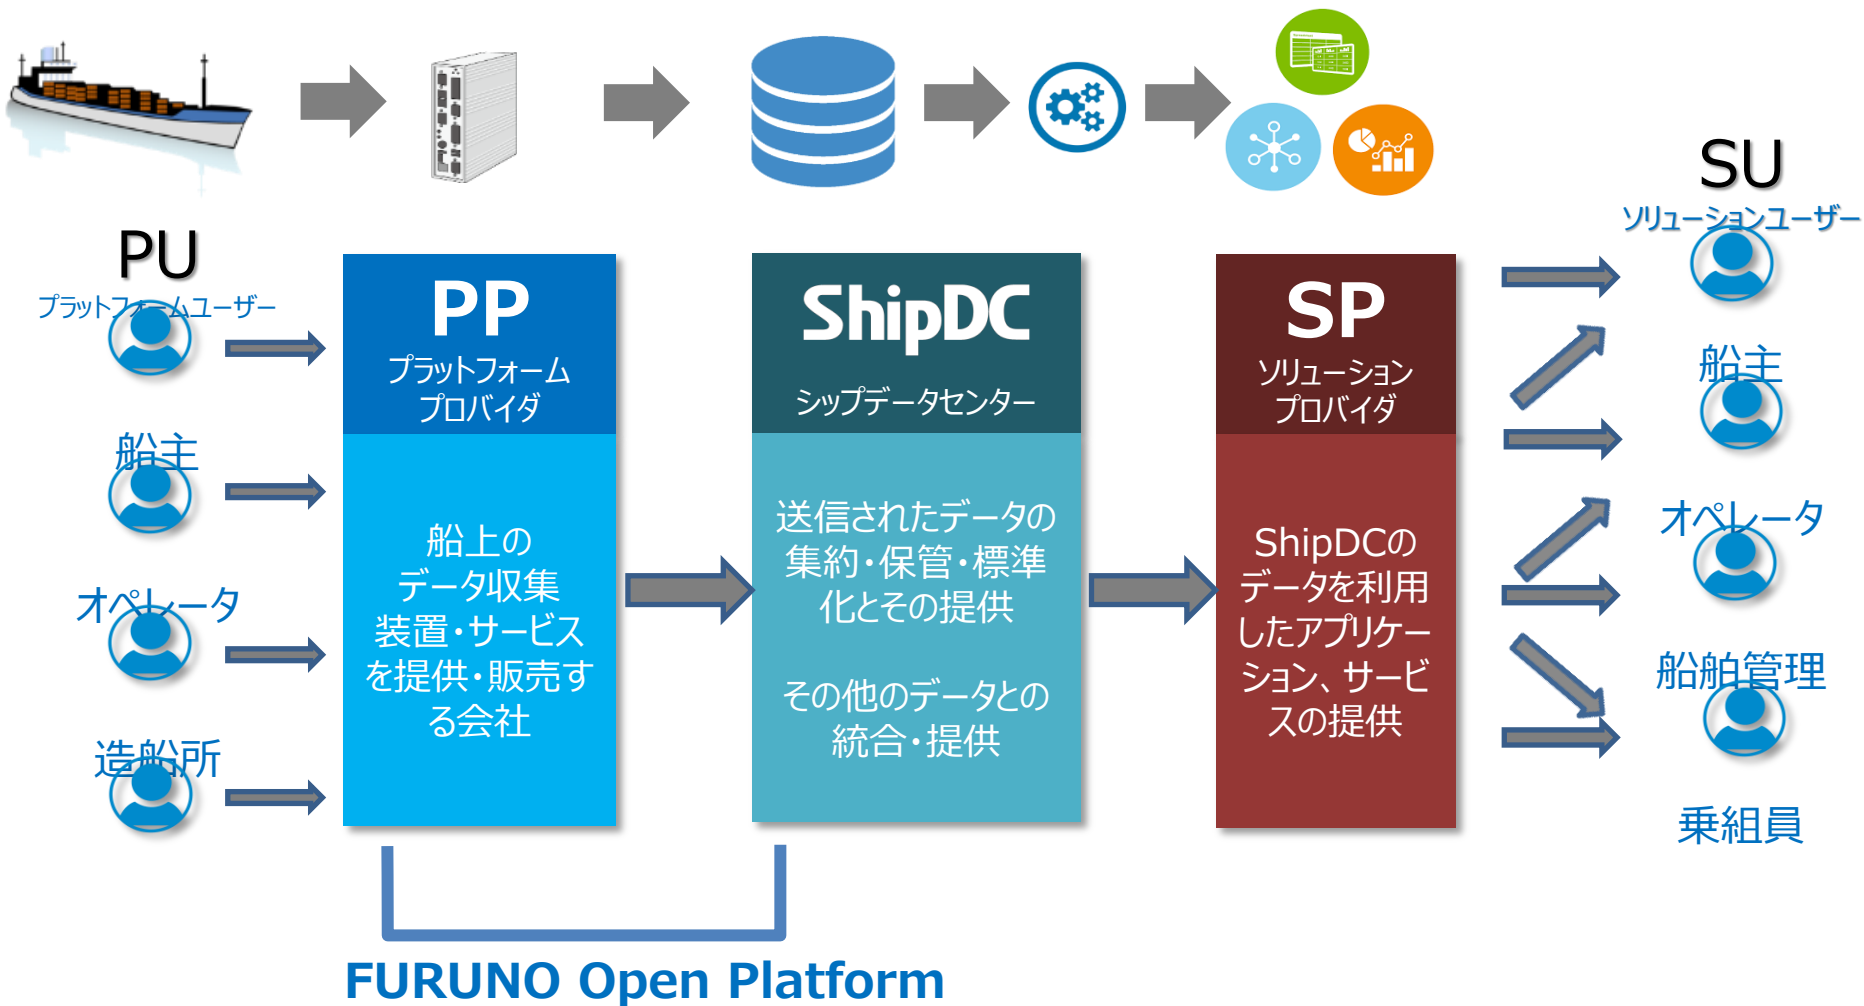 PU
プラットフォームユーザー
船主
オペレータ
造船所
PP
プラットフォーム
プロバイダ
船上の
データ収集
装置・サービス
を提供・販売す
る会社
ShipDC
シップデータセンター
送信されたデータの
集約・保管・標準
化とその提供
その他のデータとの
統合・提供
SP
ソリューション
プロバイダ
ShipDCの
データを利用
したアプリケー
ション、サービ
スの提供
SU
ソリューションユーザー
船主
オペレータ
船舶管理
乗組員
FURUNO Open Platform